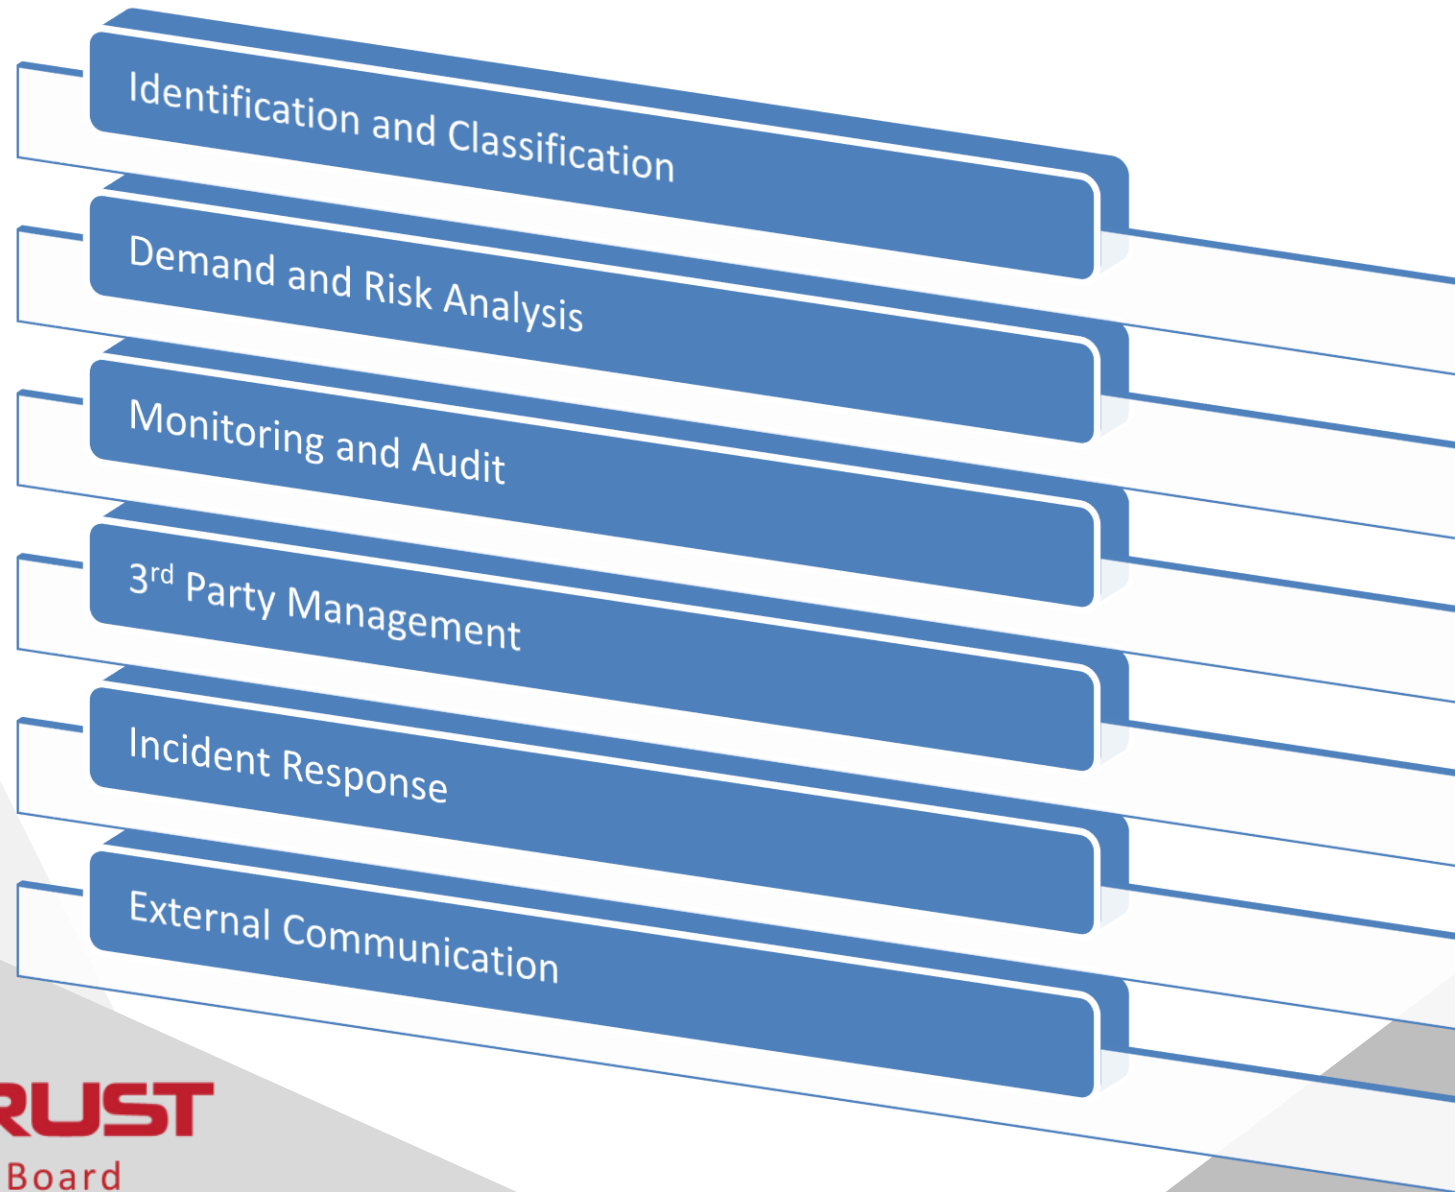 Identification and Classification
Demand and Risk Analysis
Monitoring and Audit
3rd Party Management
Incident Response
External Communication
RUST
Board